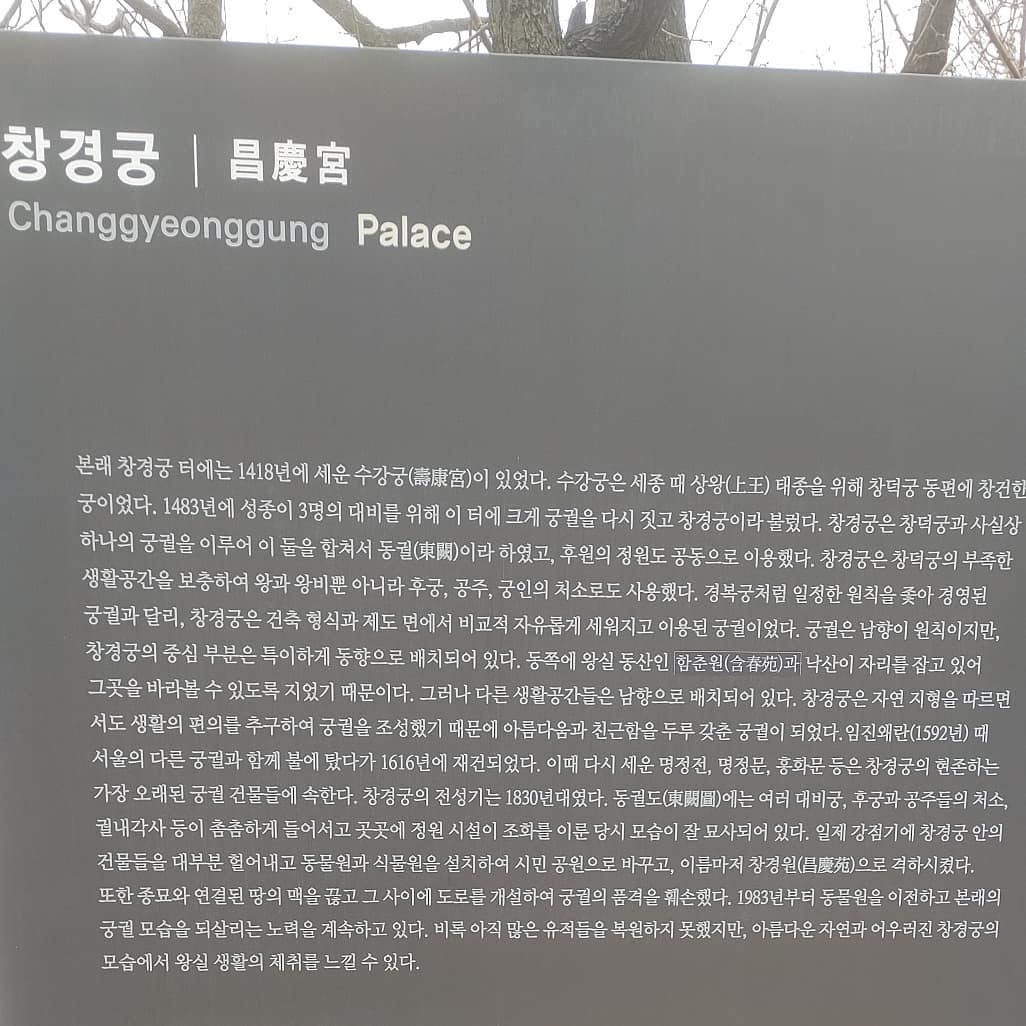 창경궁 | 昌慶宮
Changgyeonggung Palace
본래 창경궁 터에는 1418년에 세운 수강궁(壽康宮)이 있었다. 수강궁은 세종 때 상왕(上王) 태종을 위해 창덕궁 동편에 창건한
궁이었다. 1483년에 성종이 3명의 대비를 위해 이 터에 크게 궁궐을 다시 짓고 창경궁이라 불렀다. 창경궁은 창덕궁과 사실상
하나의 궁궐을 이루어 이 둘을 합쳐서 동궐(東闕)이라 하였고, 후원의 정원도 공동으로 이용했다. 창경궁은 창덕궁의 부족한
생활공간을 보충하여 왕과 왕비뿐 아니라 후궁, 공주, 궁인의 처소로도 사용했다. 경복궁처럼 일정한 원칙을 좇아 경영된
궁궐과 달리, 창경궁은 건축 형식과 제도 면에서 비교적 자유롭게 세워지고 이용된 궁궐이었다. 궁궐은 남향이 원칙이지만,
창경궁의 중심 부분은 특이하게 동향으로 배치되어 있다. 동쪽에 왕실 동산인 함춘원(含春苑)과 낙산이 자리를 잡고 있어
그곳을 바라볼 수 있도록 지었기 때문이다. 그러나 다른 생활공간들은 남향으로 배치되어 있다. 창경궁은 자연 지형을 따르면
서도 생활의 편의를 추구하여 궁궐을 조성했기 때문에 아름다움과 친근함을 두루 갖춘 궁궐이 되었다.임진왜란(1592년) 때
서울의 다른 궁궐과 함께 불에 탔다가 1616년에 재건되었다. 이때 다시 세운 명정전, 명정문, 홍화문 등은 창경궁의 현존하는
가장 오래된 궁궐 건물들에 속한다. 창경궁의 전성기는 1830년대였다. 동궐도(東闕圖)에는 여러 대비궁, 후궁과 공주들의 처소,
궐내각사 등이 촘촘하게 들어서고 곳곳에 정원 시설이 조화를 이룬 당시 모습이 잘 묘사되어 있다. 일제 강점기에 창경궁 안의
건물들을 대부분 헐어내고 동물원과 식물원을 설치하여 시민 공원으로 바꾸고, 이름마저 창경원(昌慶苑)으로 격하시켰다.
또한 종묘와 연결된 땅의 맥을 끊고 그 사이에 도로를 개설하여 궁궐의 품격을 훼손했다. 1983년부터 동물원을 이전하고 본래의
궁궐 모습을 되살리는 노력을 계속하고 있다. 비록 아직 많은 유적들을 복원하지 못했지만, 아름다운 자연과 어우러진 창경궁의
모습에서 왕실 생활의 체취를 느낄 수 있다.